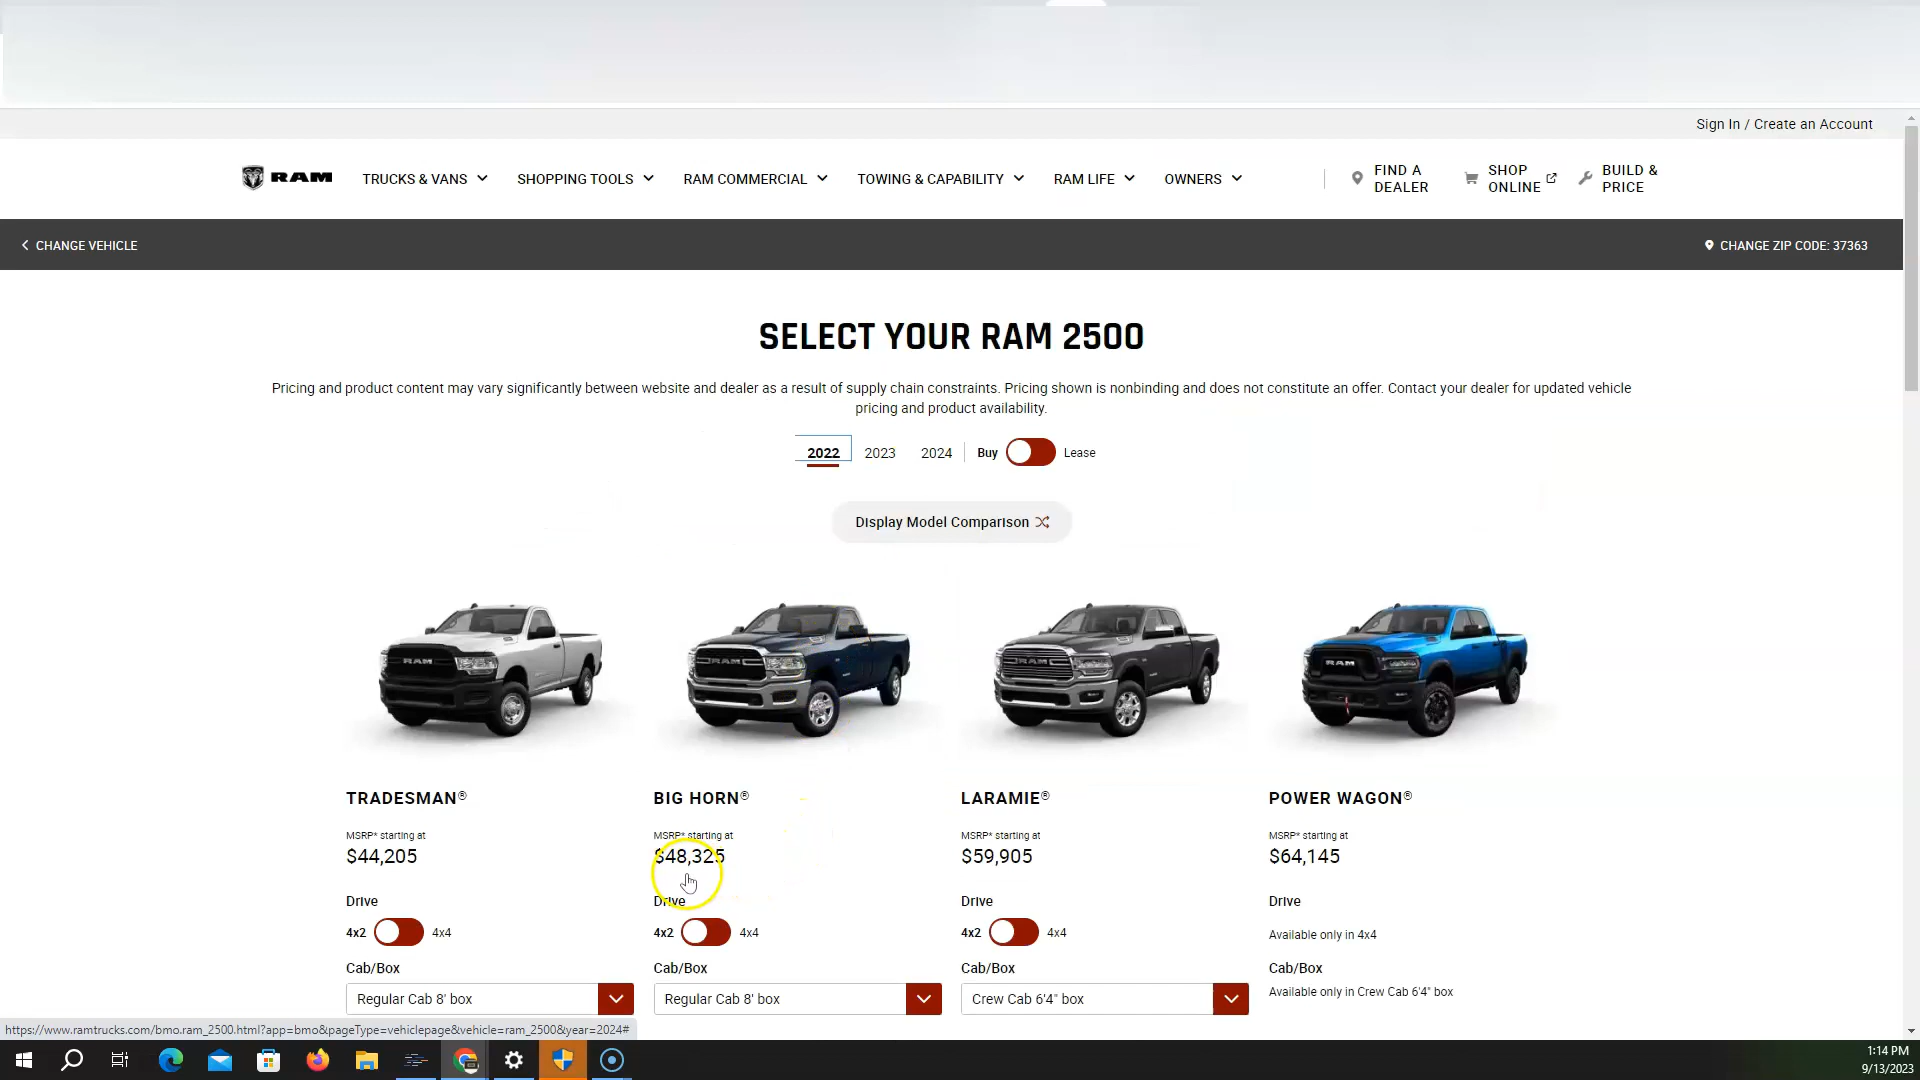 Sign In / Create an Account
RAM
TRUCKS & VANS
SHOPPING TOOLS
RAM COMMERCIAL
TOWING & CAPABILITY
RAM LIFE
OWNERS
FIND A
DEALER
SHOP
ONLINE
BUILD &
PRICE
CHANGE VEHICLE
CHANGE ZIP CODE: 37363
SELECT YOUR RAM 2500
Pricing and product content may vary significantly between website and dealer as a result of supply chain constraints. Pricing shown is nonbinding and does not constitute an offer. Contact your dealer for updated vehicle
pricing and product availability.
2022 2023 2024 Buy Lease
Display Model Comparison
RAM
RAM
RAM
RAM
TRADESMAN®
MSRP* starting at
$44,205
Drive
4x2 4x4
Cab/Box
Regular Cab 8' box
BIG HORN®
MSRP* starting at
$48,325
Drive
4x2 4x4
Cab/Box
Regular Cab 8' box
LARAMIE®
MSRP* starting at
$59,905
Drive
4x2 4x4
Cab/Box
Crew Cab 6'4" box
POWER WAGON®
MSRP* starting at
$64,145
Drive
Available only in 4x4
Cab/Box
Available only in Crew Cab 6'4" box
https://www.ramtrucks.com/bmo.ram_2500.html?app=bmo&pageType=vehiclepage&vehicle=ram_2500&year=2024#
1:14 PM
9/13/2023